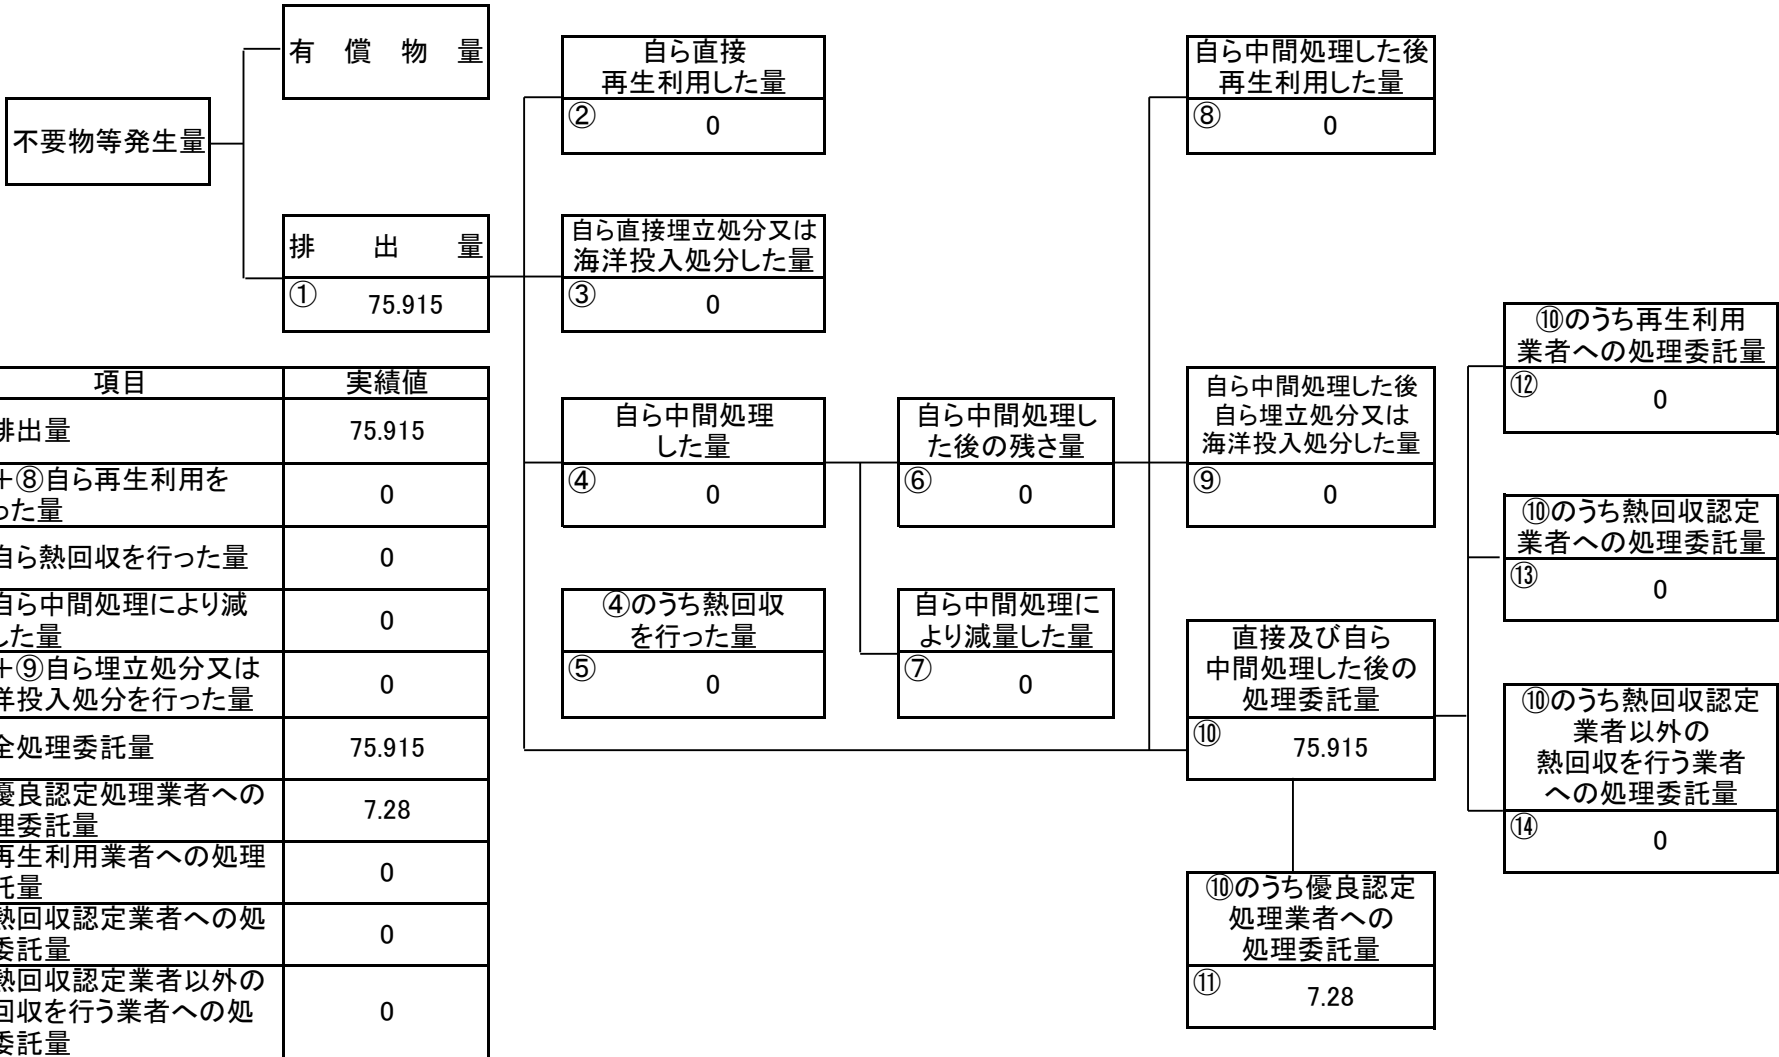 有償物量
不要物等発生量
排出量
① 75.915
自ら直接
再生利用した量
② 0
自ら直接埋立処分又は
海洋投入処分した量
③ 0
自ら中間処理
した量
④ 0
④のうち熱回収
を行った量
⑤ 0
自ら中間処理し
た後の残さ量
⑥ 0
自ら中間処理に
より減量した量
⑦ 0
自ら中間処理した後
再生利用した量
⑧ 0
自ら中間処理した後
自ら埋立処分又は
海洋投入処分した量
⑨ 0
直接及び自ら
中間処理した後の
処理委託量
⑩ 75.915
⑩のうち優良認定
処理業者への
処理委託量
⑪ 7.28
⑩のうち再生利用
業者への処理委託量
⑫ 0
⑩のうち熱回収認定
業者への処理委託量
⑬ 0
⑩のうち熱回収認定
業者以外の
熱回収を行う業者
への処理委託量
⑭ 0
項目 実績値
排出量 75.915
+⑧自ら再生利用を
った量 0
自ら熱回収を行った量 0
自ら中間処理により減
した量 0
+⑨自ら埋立処分又は
洋投入処分を行った量 0
全処理委託量 75.915
優良認定処理業者への
理委託量 7.28
再生利用業者への処理
託量 0
熱回収認定業者への処
委託量 0
熱回収認定業者以外の
回収を行う業者への処
委託量 0